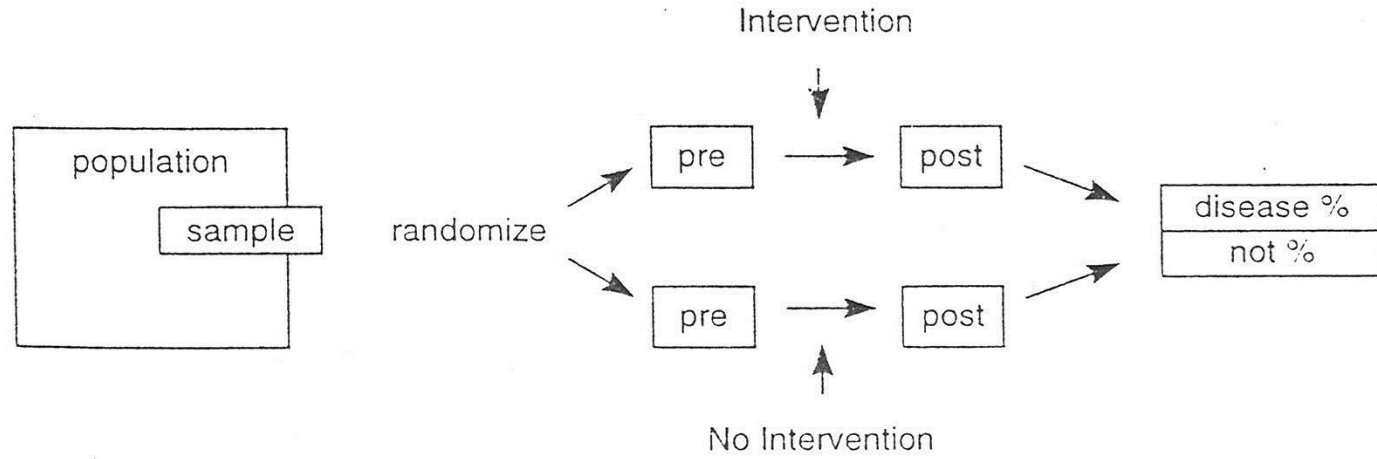 Intervention
population
sample
randomize
pre
post
pre
post
disease %
not %
No Intervention